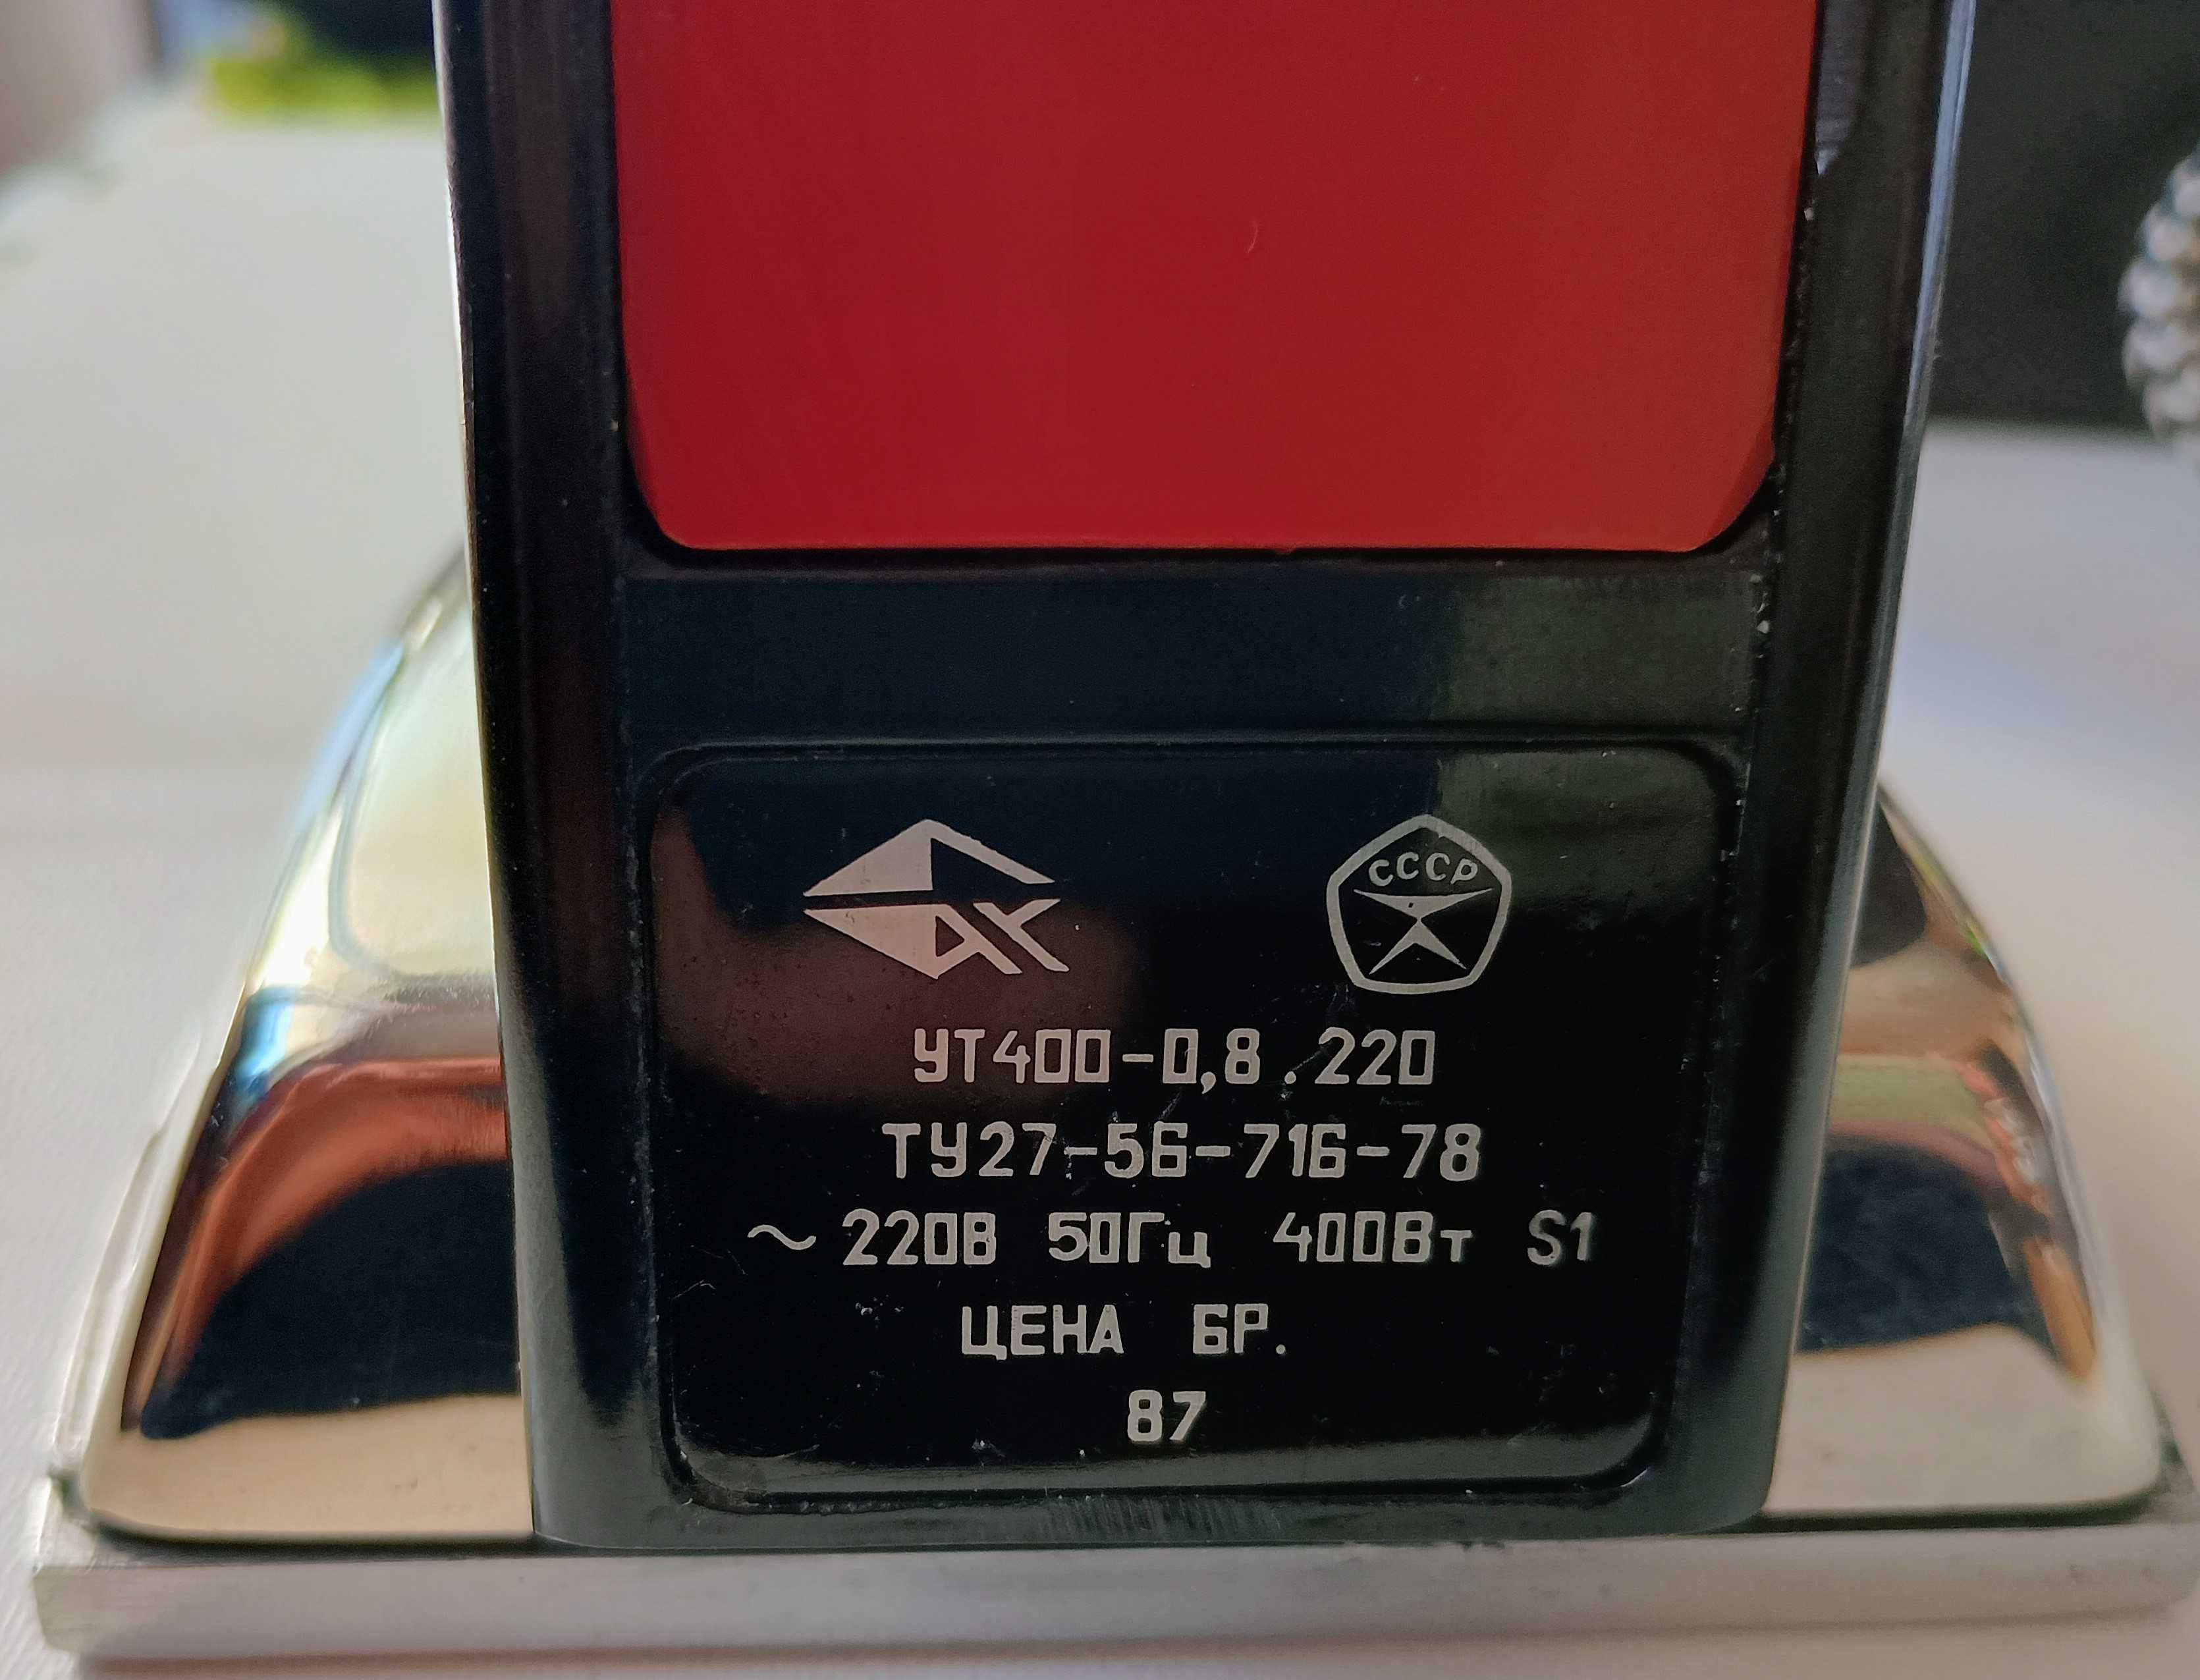 СССР
УТ400-0,8.220
ТУ27-56-716-78
~220В 50Гц 400Вт S1
ЦЕНА БР.
87